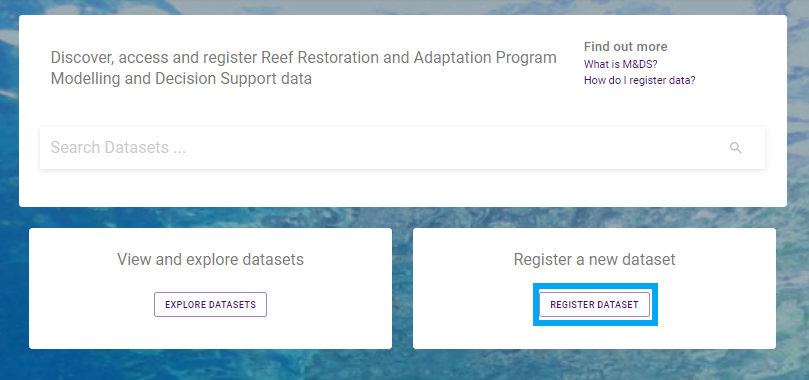 Discover, access and register Reef Restoration and Adaptation Program
Modelling and Decision Support data
Find out more
What is M&DS?
How do I register data?
Search Datasets ...
View and explore datasets
EXPLORE DATASETS
Register a new dataset
REGISTER DATASET